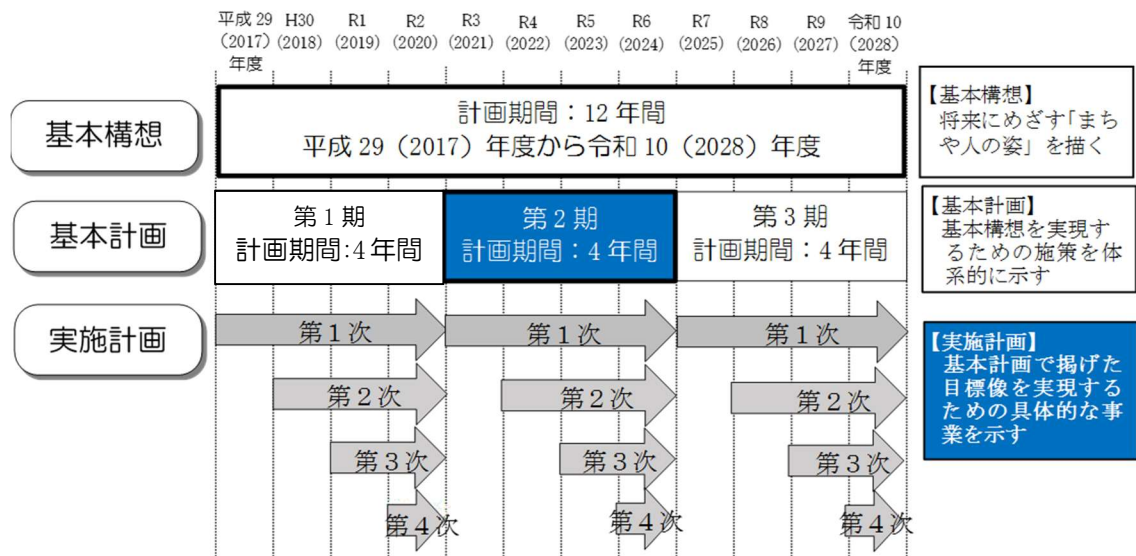 平成 29 H30 R1 R2 R3 R4 R5 R6 R7 R8 R9 令和 10
(2017) (2018) (2019) (2020) (2021) (2022) (2023) (2024) (2025) (2026) (2027) (2028)
年度 年度
基本構想
計画期間：12 年間
平成 29（2017）年度から令和 10（2028）年度
【基本構想】
将来にめざす「まち
や人の姿」を描く
基本計画
第 1 期
計画期間:4 年間
第 2 期
計画期間：4 年間
第 3 期
計画期間：4 年間
【基本計画】
基本構想を実現す
るための施策を体
系的に示す
実施計画
第１次 第１次 第１次
第２次 第２次 第２次
第３次 第３次 第３次
第４次 第４次 第４次
【実施計画】
基本計画で掲げた
目標像を実現する
ための具体的な事
業を示す